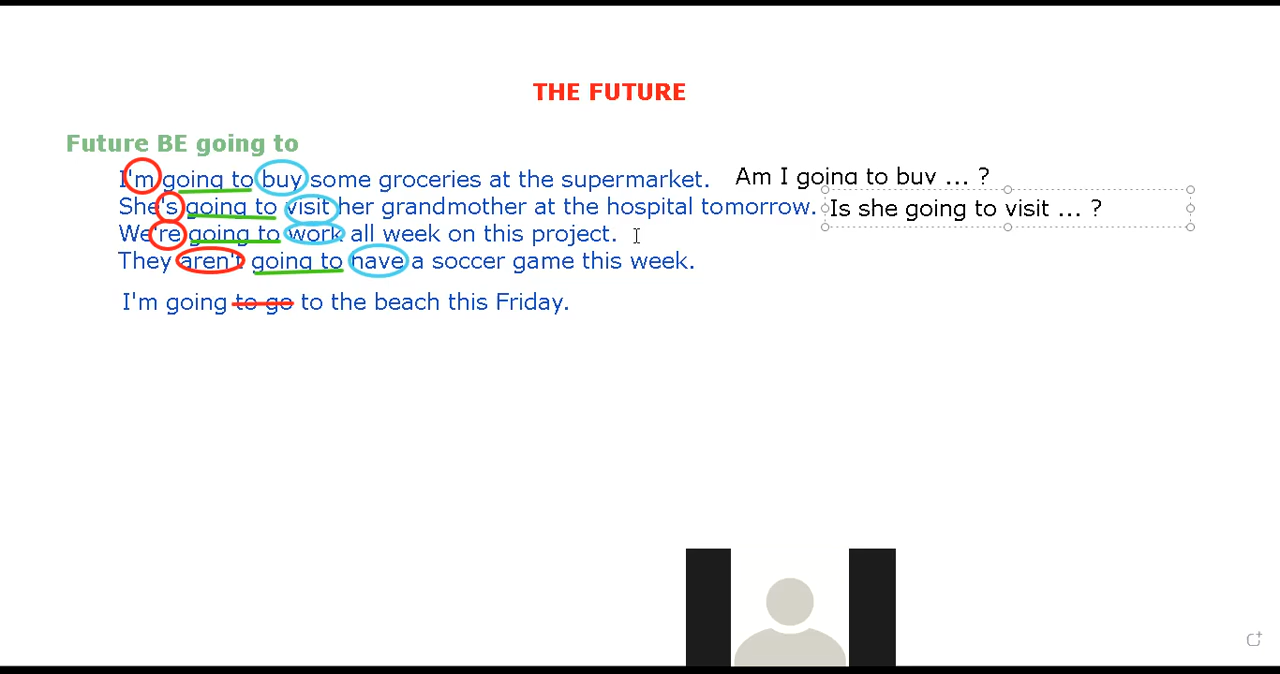 THE FUTURE
Future BE going to
I'm going to buy some groceries at the supermarket. Am I going to buy ... ?
She's going to visit her grandmother at the hospital tomorrow. Is she going to visit ... ?
We're going to work all week on this project.
They aren't going to have a soccer game this week.
I'm going to go to the beach this Friday.